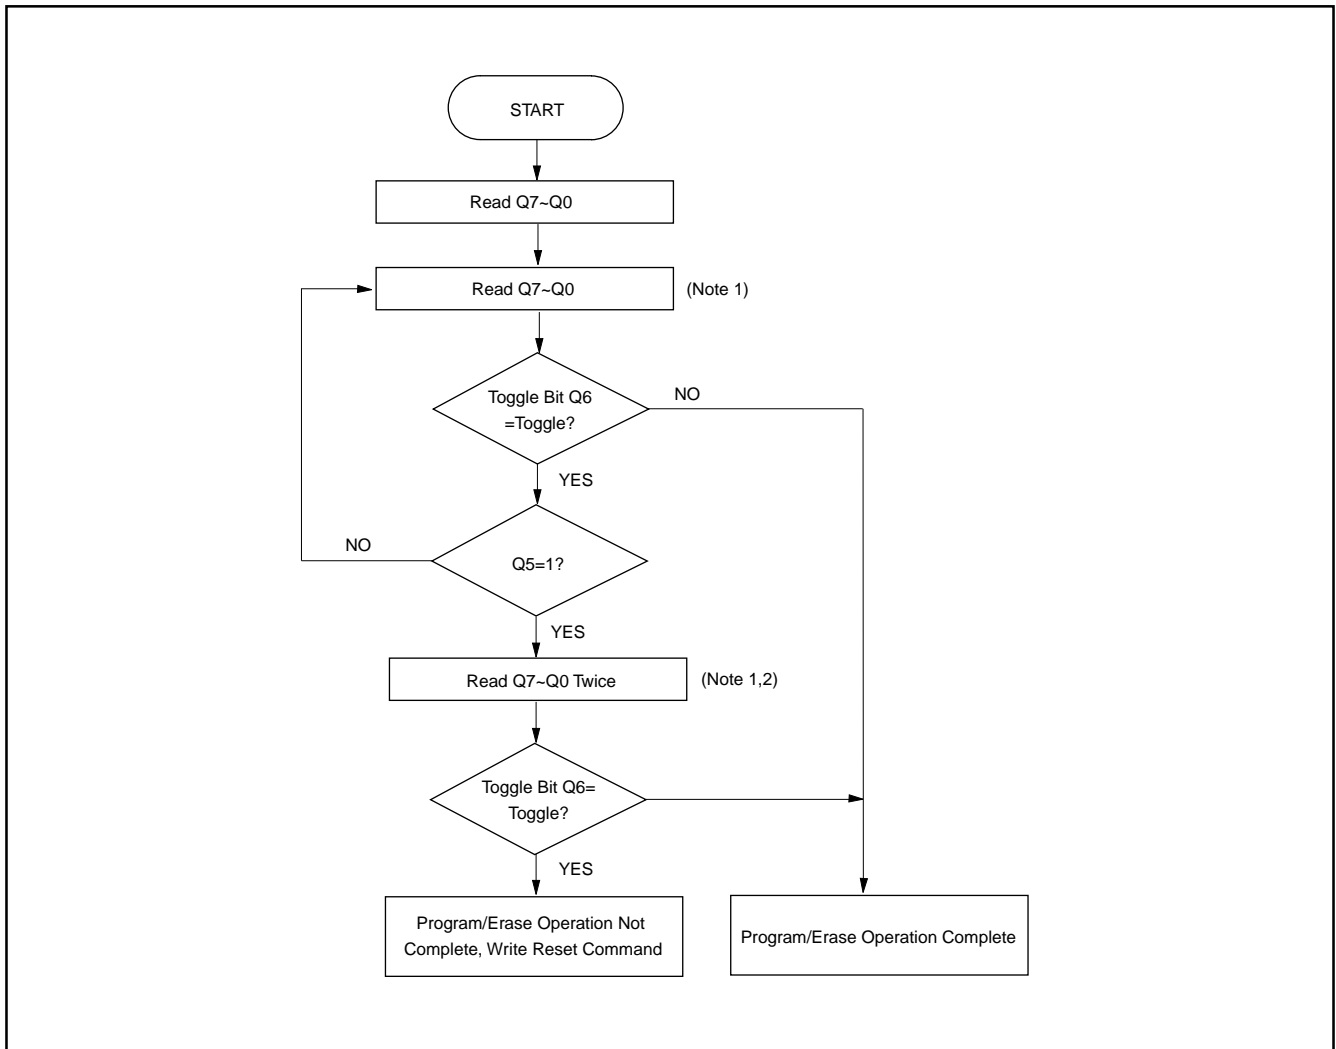 START
Read Q7~Q0
Read Q7~Q0
(Note 1)
Toggle Bit Q6
=Toggle?
NO
YES
NO
Q5=1?
YES
Read Q7~Q0 Twice
(Note 1,2)
Toggle Bit Q6=
Toggle?
YES
Program/Erase Operation Not
Complete, Write Reset Command
Program/Erase Operation Complete